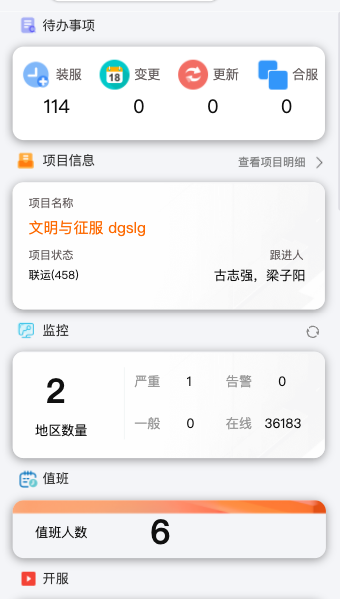 待办事项
装服 18 变更 更新 合服
114 0 0 0
项目信息 查看项目明细
项目名称
文明与征服 dgslg
项目状态 跟进人
联运(458) 古志强，梁子阳
监控
2 严重 1 告警 0
地区数量 一般 0 在线 36183
值班
值班人数 6
开服